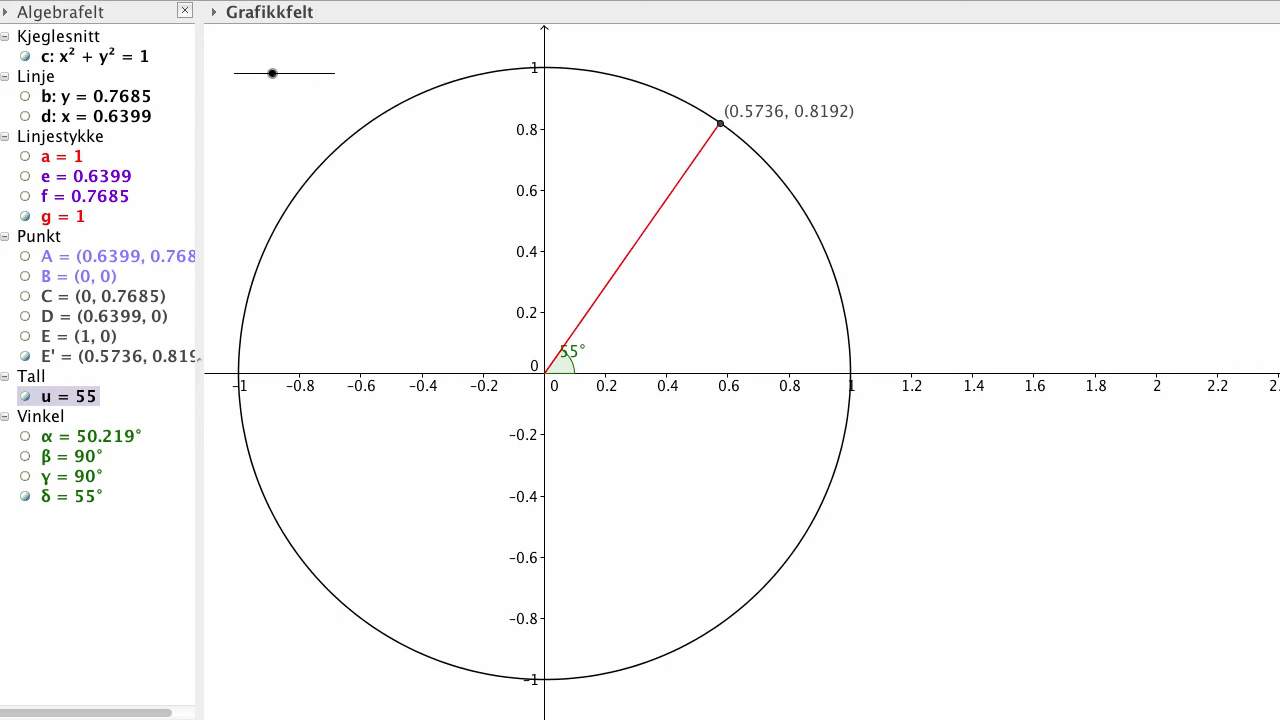 Algebrafelt
Kjeglesnitt
c: x² + y² = 1
Linje
b: y = 0.7685
d: x = 0.6399
Linjestykke
a = 1
e = 0.6399
f = 0.7685
g = 1
Punkt
A = (0.6399, 0.768
B = (0, 0)
C = (0, 0.7685)
D = (0.6399, 0)
E = (1, 0)
E' = (0.5736, 0.819
Tall
u = 55
Vinkel
α = 50.219°
β = 90°
γ = 90°
δ = 55°
Grafikkfelt
1
(0.5736, 0.8192)
0.8
0.6
0.4
0.2
55°
0
−1 −0.8 −0.6 −0.4 −0.2 0 0.2 0.4 0.6 0.8 1 1.2 1.4 1.6 1.8 2 2.2 2.
−0.2
−0.4
−0.6
−0.8
−1